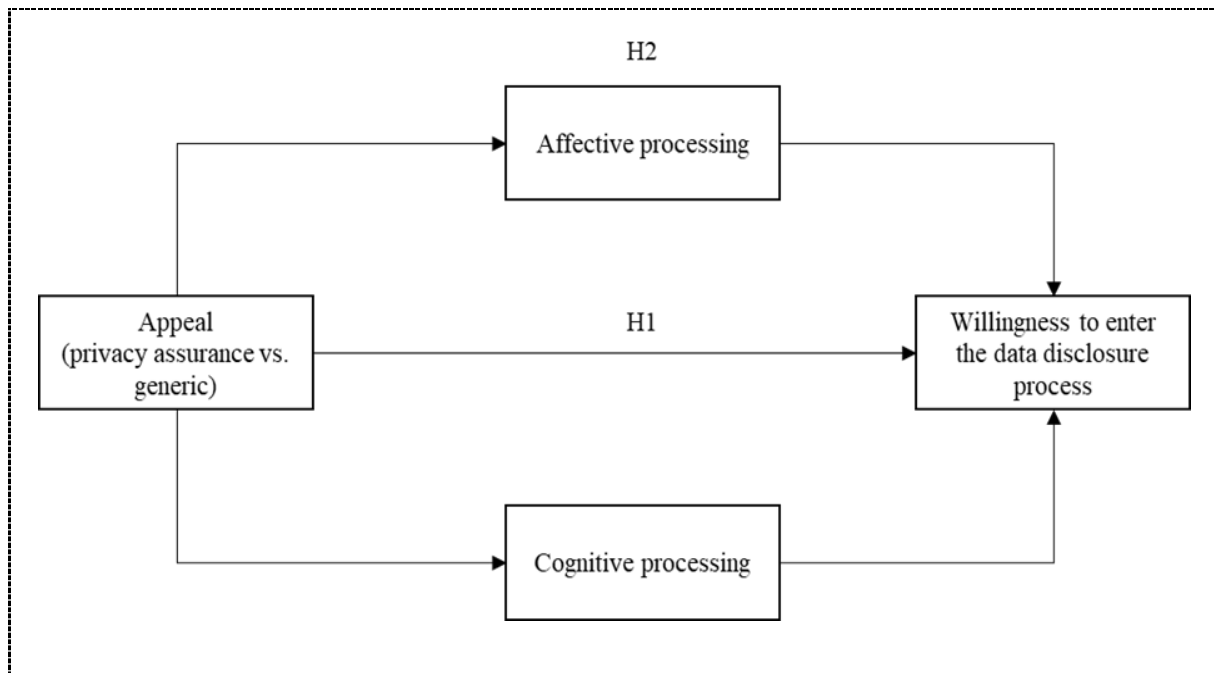 H2
Affective processing
Appeal
(privacy assurance vs.
generic)
H1
Willingness to enter
the data disclosure
process
Cognitive processing